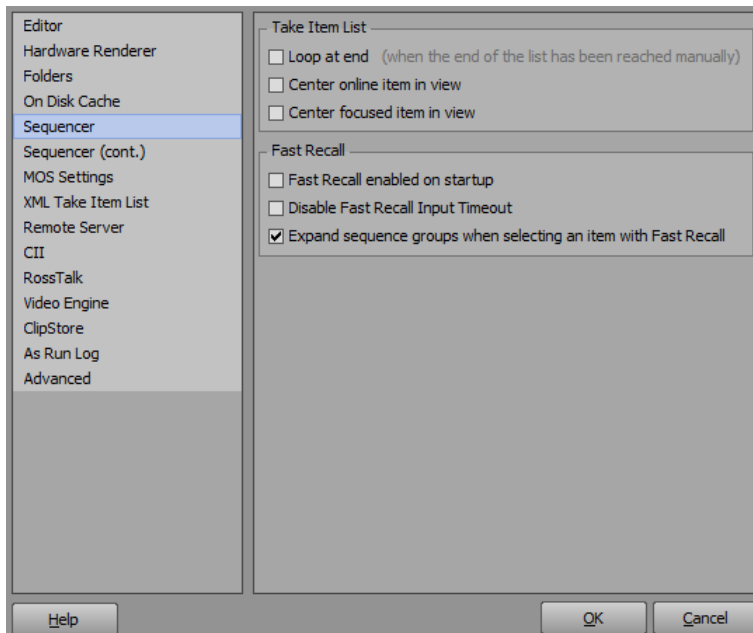 Editor
Hardware Renderer
Folders
On Disk Cache
Sequencer
Sequencer (cont.)
MOS Settings
XML Take Item List
Remote Server
CII
RossTalk
Video Engine
ClipStore
As Run Log
Advanced
Take Item List
Loop at end (when the end of the list has been reached manually)
Center online item in view
Center focused item in view
Fast Recall
Fast Recall enabled on startup
Disable Fast Recall Input Timeout
Expand sequence groups when selecting an item with Fast Recall
Help
OK
Cancel